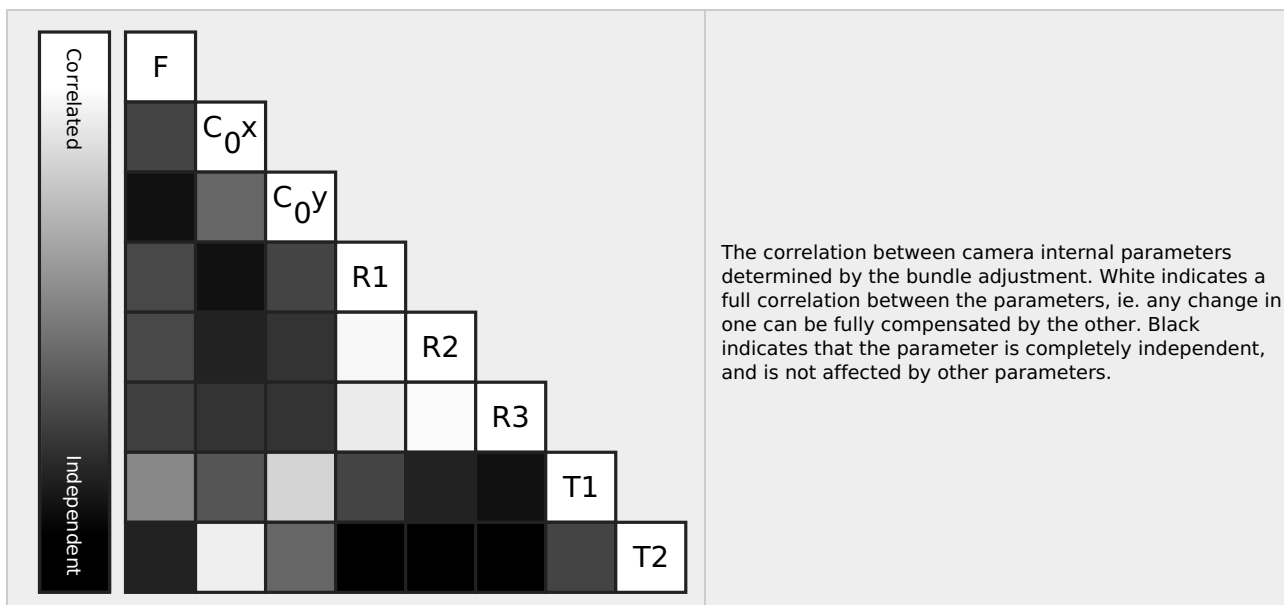 Correlated
Independent
F
C0x
C0y
R1
R2
R3
T1
T2
The correlation between camera internal parameters
determined by the bundle adjustment. White indicates a
full correlation between the parameters, ie. any change in
one can be fully compensated by the other. Black
indicates that the parameter is completely independent,
and is not affected by other parameters.